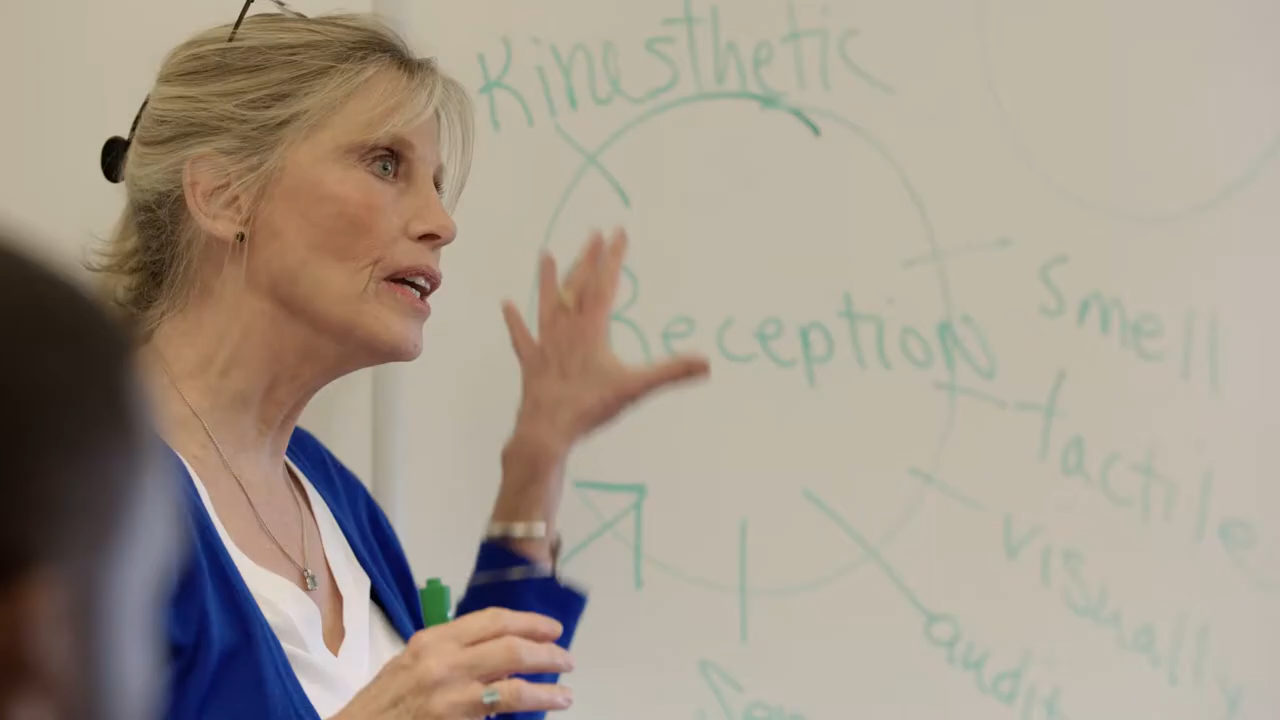 Kinesthetic
Smell
Reception
tactile
visually
audit